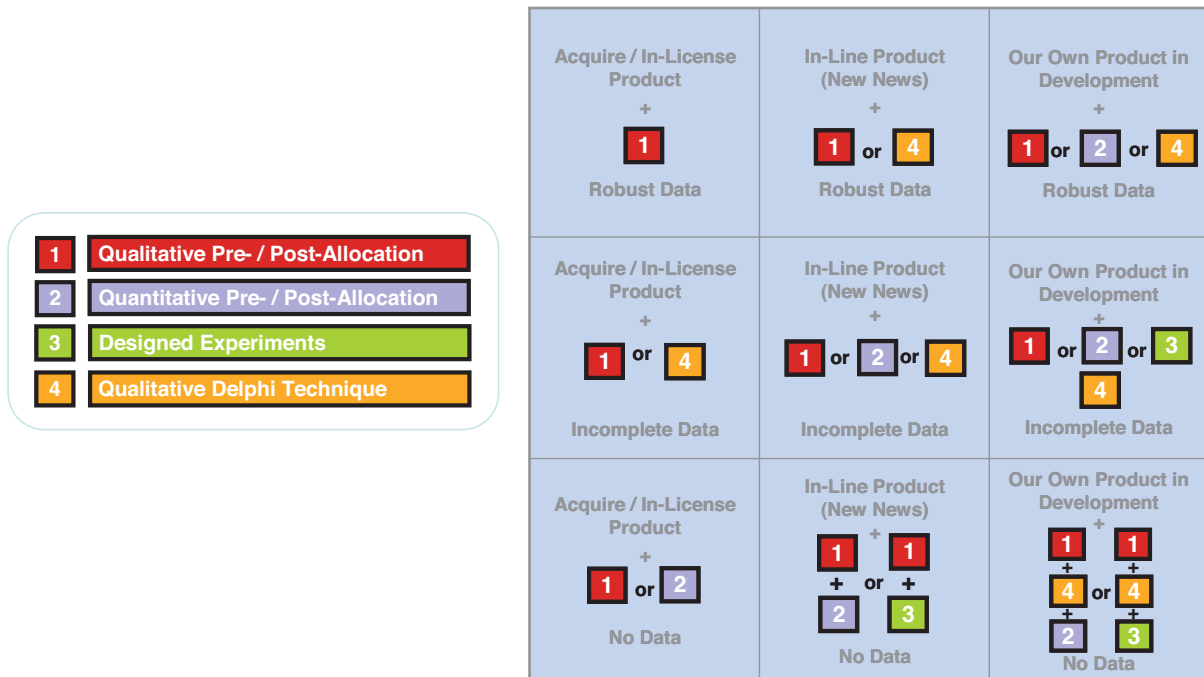 1 Qualitative Pre- / Post-Allocation
2 Quantitative Pre- / Post-Allocation
3 Designed Experiments
4 Qualitative Delphi Technique
Acquire / In-License
Product
+
1
Robust Data
In-Line Product
(New News)
+
1 or 4
Robust Data
Our Own Product in
Development
+
1 or 2 or 4
Robust Data
Acquire / In-License
Product
+
1 or 4
Incomplete Data
In-Line Product
(New News)
+
1 or 2 or 4
Incomplete Data
Our Own Product in
Development
+
1 or 2 or 3
4
Incomplete Data
Acquire / In-License
Product
+
1 or 2
No Data
In-Line Product
(New News)
+
1 1
+ or +
2 3
No Data
Our Own Product in
Development
+
1 1
+ +
4 or 4
+ +
2 3
No Data